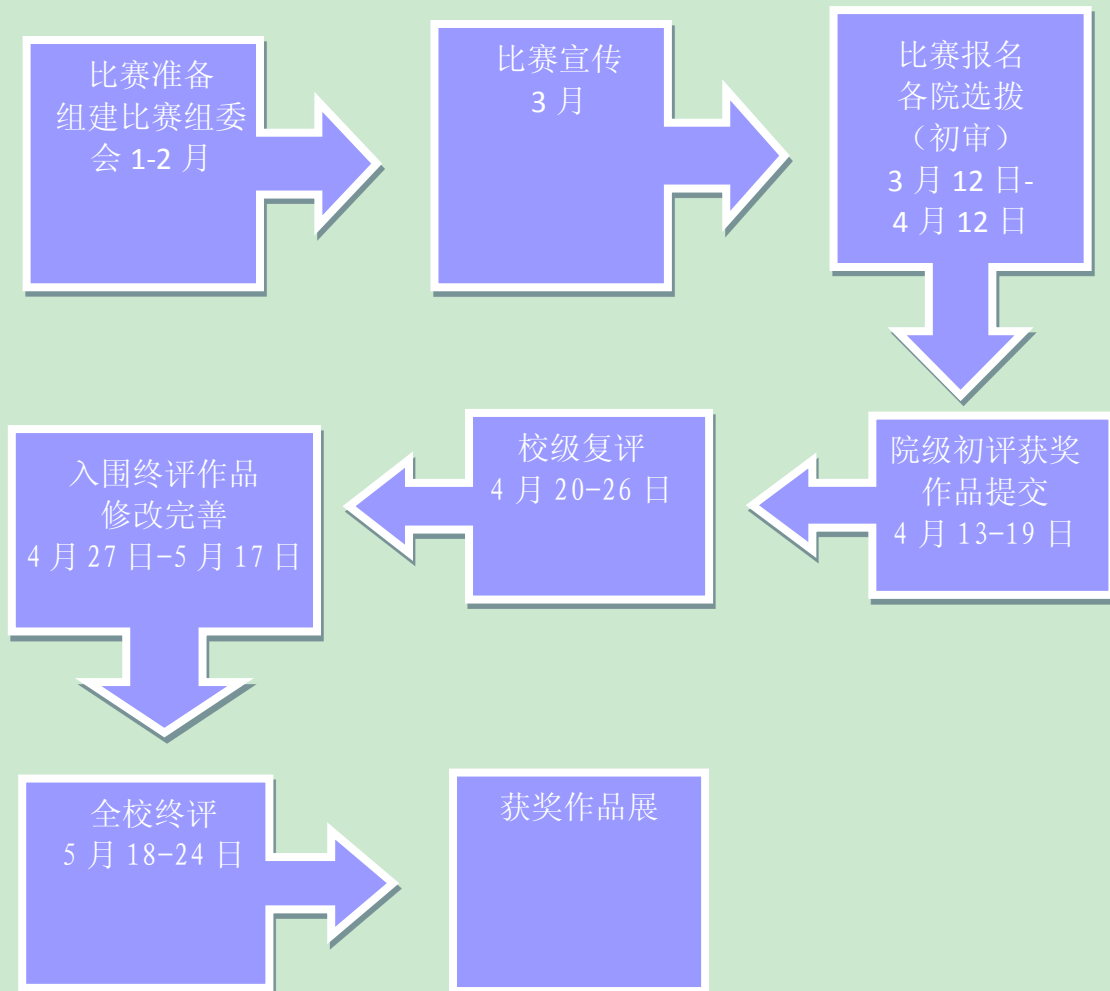 比赛准备
组建比赛组委
会 1-2 月
比赛宣传
3 月
比赛报名
各院选拨
（初审）
3 月 12 日-
4 月 12 日
院级初评获奖
作品提交
4 月 13-19 日
校级复评
4 月 20-26 日
入围终评作品
修改完善
4 月 27 日-5 月 17 日
全校终评
5 月 18-24 日
获奖作品展